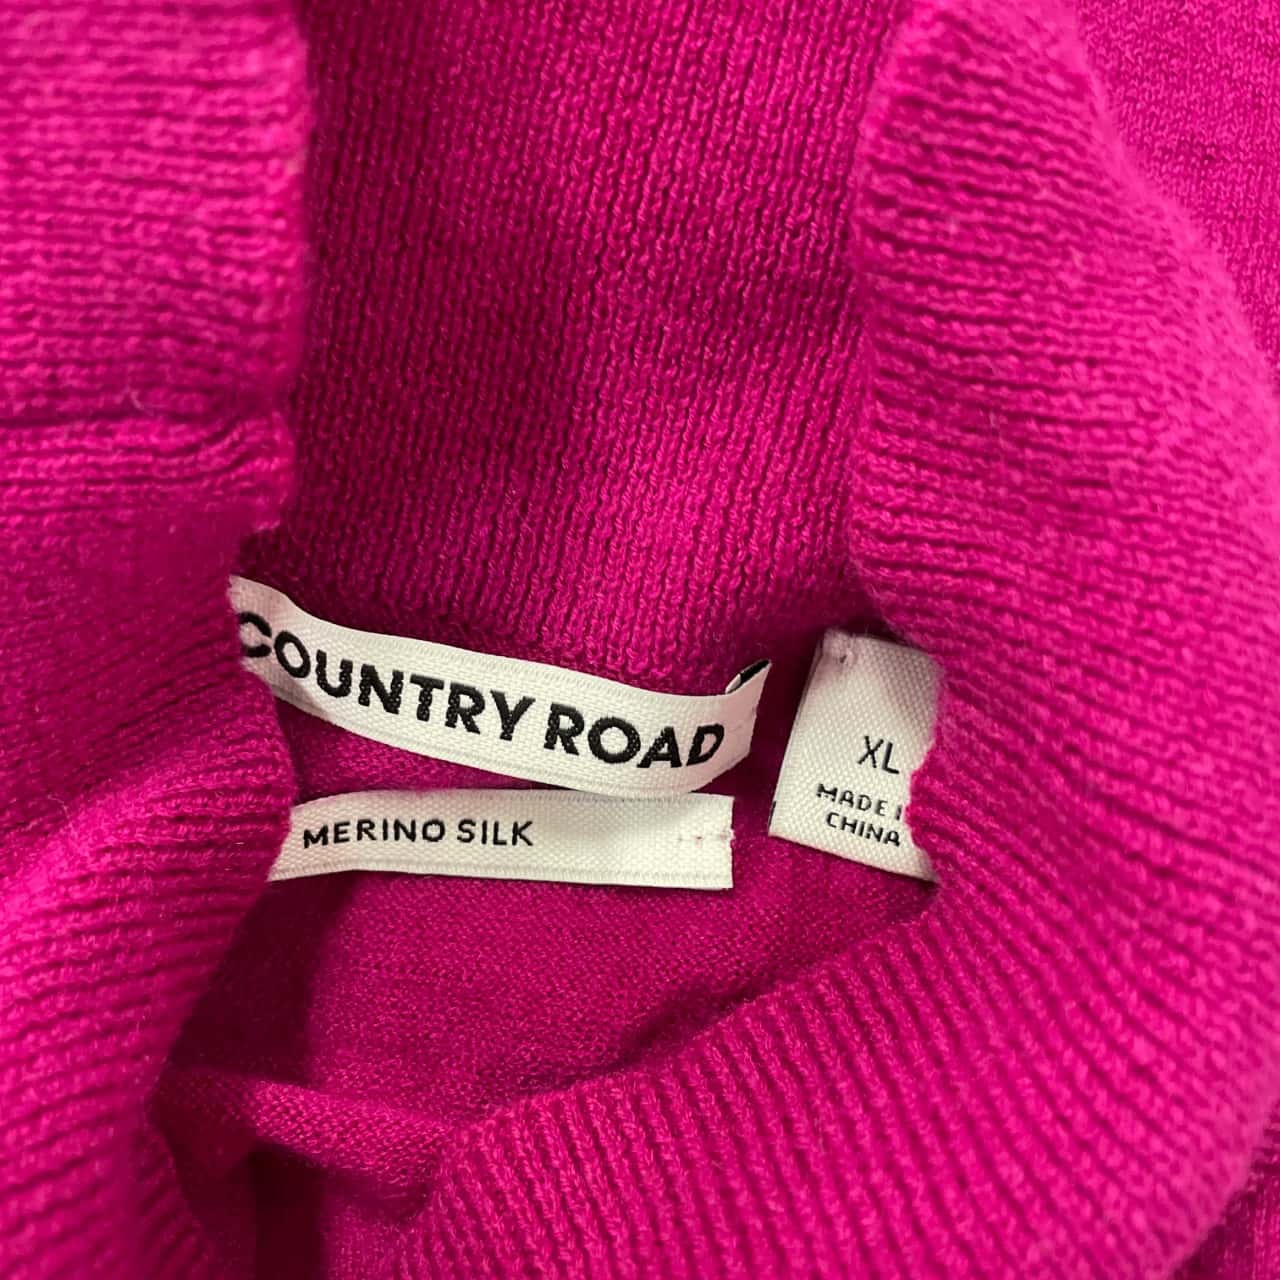 COUNTRY ROAD
MERINO SILK
XL
MADE I
CHINA